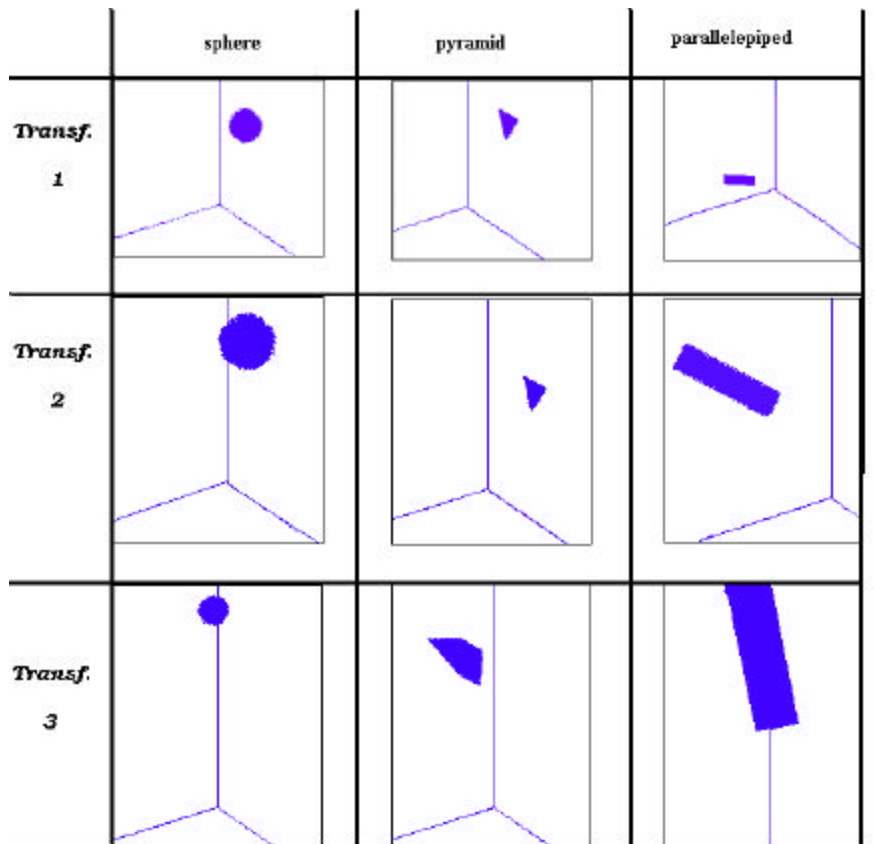 sphere pyramid parallelepiped
Transf.
1
Transf.
2
Transf.
3